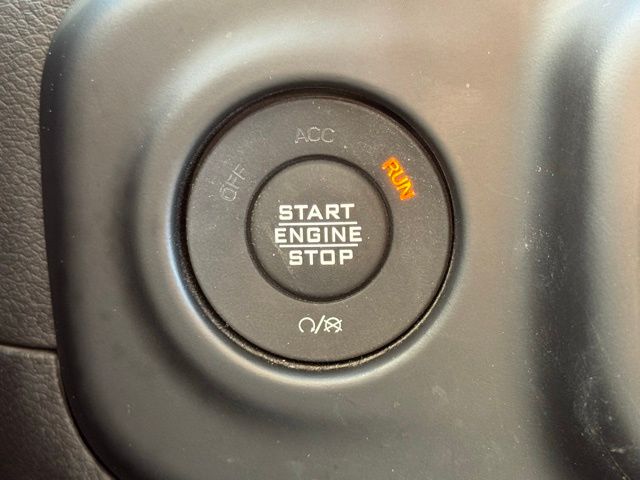 ACC
OFF
RUN
START
ENGINE
STOP